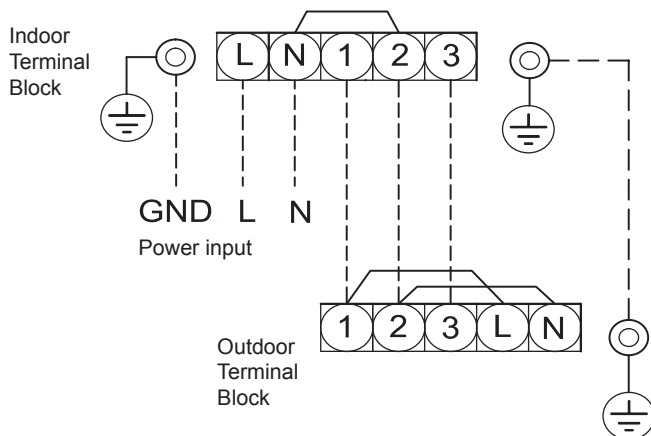 Indoor
Terminal
Block
L N 1 2 3
GND L N
Power input
1 2 3 L N
Outdoor
Terminal
Block